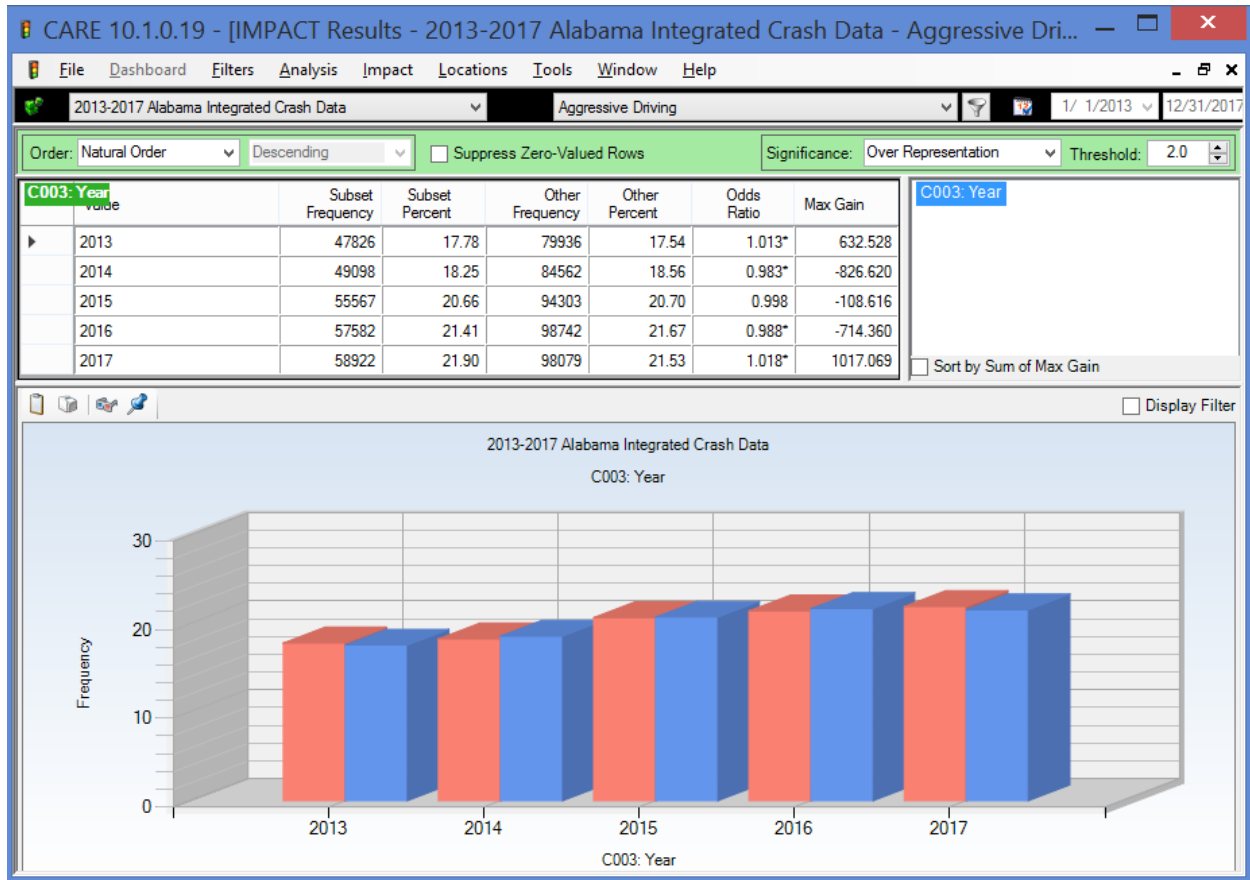 CARE 10.1.0.19 - [IMPACT Results - 2013-2017 Alabama Integrated Crash Data - Aggressive Dri...
File Dashboard Filters Analysis Impact Locations Tools Window Help
2013-2017 Alabama Integrated Crash Data Aggressive Driving 1/ 1/2013 12/31/2017
Order: Natural Order Descending Suppress Zero-Valued Rows Significance: Over Representation Threshold: 2.0
C003: Year Subset Frequency Subset Percent Other Frequency Other Percent Odds Ratio Max Gain C003: Year
2013 47826 17.78 79936 17.54 1.013* 632.528
2014 49098 18.25 84562 18.56 0.983* -826.620
2015 55567 20.66 94303 20.70 0.998 -108.616
2016 57582 21.41 98742 21.67 0.988* -714.360
2017 58922 21.90 98079 21.53 1.018* 1017.069
Sort by Sum of Max Gain
Display Filter
2013-2017 Alabama Integrated Crash Data
C003: Year
30
20
10
0
Frequency
2013 2014 2015 2016 2017
C003: Year